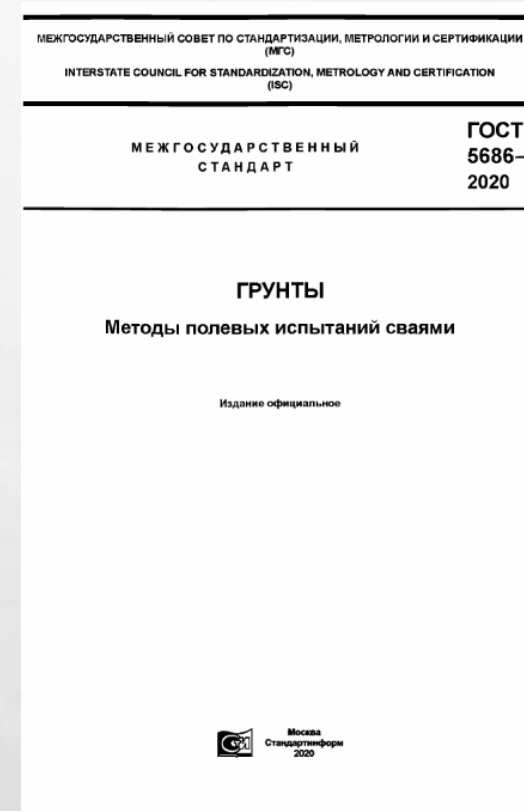 МЕЖГОСУДАРСТВЕННЫЙ СОВЕТ ПО СТАНДАРТИЗАЦИИ, МЕТРОЛОГИИ И СЕРТИФИКАЦИИ
(МГС)
INTERSTATE COUNCIL FOR STANDARDIZATION, METROLOGY AND CERTIFICATION
(ISC)
МЕЖГОСУДАРСТВЕННЫЙ
СТАНДАРТ
ГОСТ
5686—
2020
ГРУНТЫ
Методы полевых испытаний сваями
Издание официальное
Москва
Стандартинформ
2020